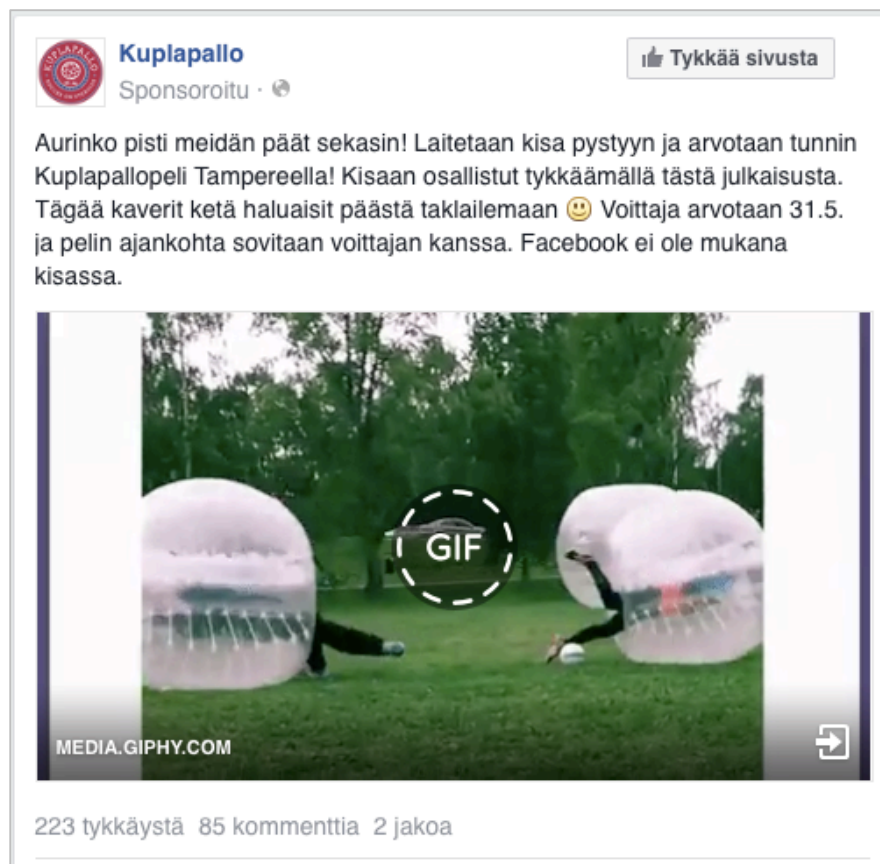 KUPLAPALLO
Kuplapallo
Sponsoroitu ·
Tykkää sivusta
Aurinko pisti meidän päät sekasin! Laitetaan kisa pystyyn ja arvotaan tunnin
Kuplapallopeli Tampereella! Kisaan osallistut tykkäämällä tästä julkaisusta.
Tägää kaverit ketä haluaisit päästä taklailemaan 🙂 Voittaja arvotaan 31.5.
ja pelin ajankohta sovitaan voittajan kanssa. Facebook ei ole mukana
kisassa.
GIF
MEDIA.GIPHY.COM
223 tykkäystä 85 kommenttia 2 jakoa